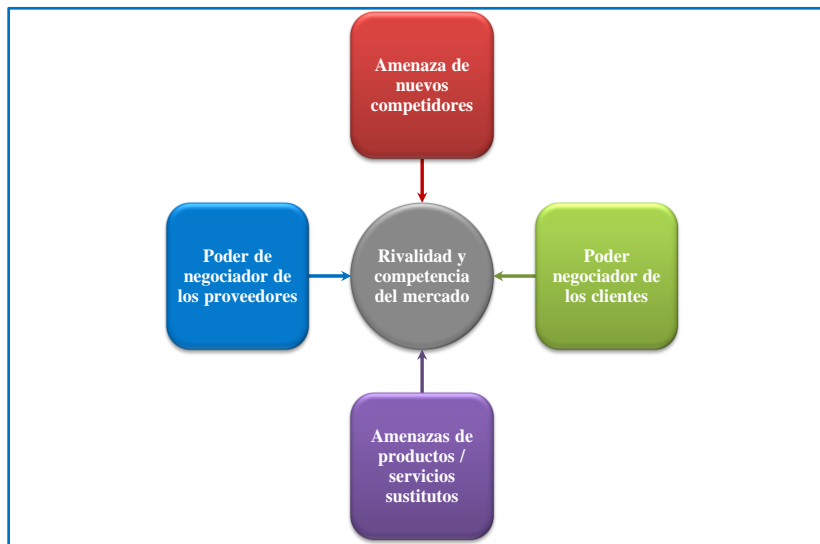 Amenaza de
nuevos
competidores
Poder de
negociador de
los proveedores
Rivalidad y
competencia
del mercado
Poder
negociador de
los clientes
Amenazas de
productos /
servicios
sustitutos